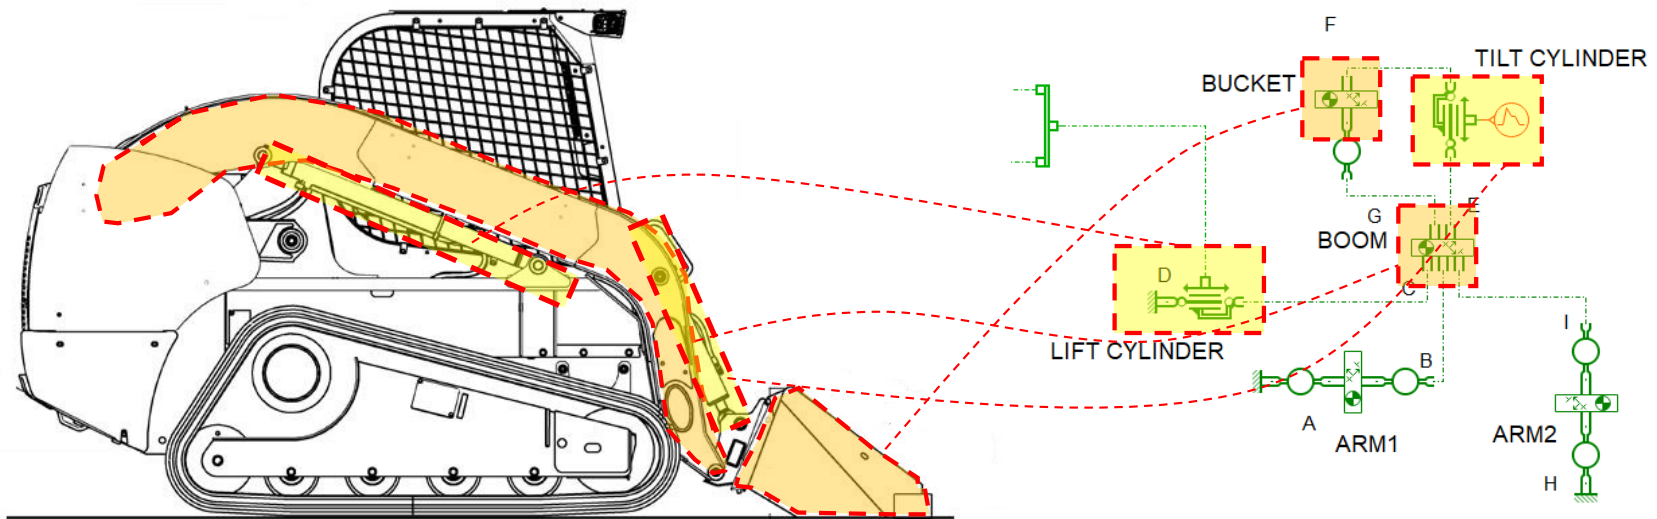 F
TILT CYLINDER
BUCKET
E
G
BOOM
D
C
I
LIFT CYLINDER
B
A
ARM1
ARM2
H